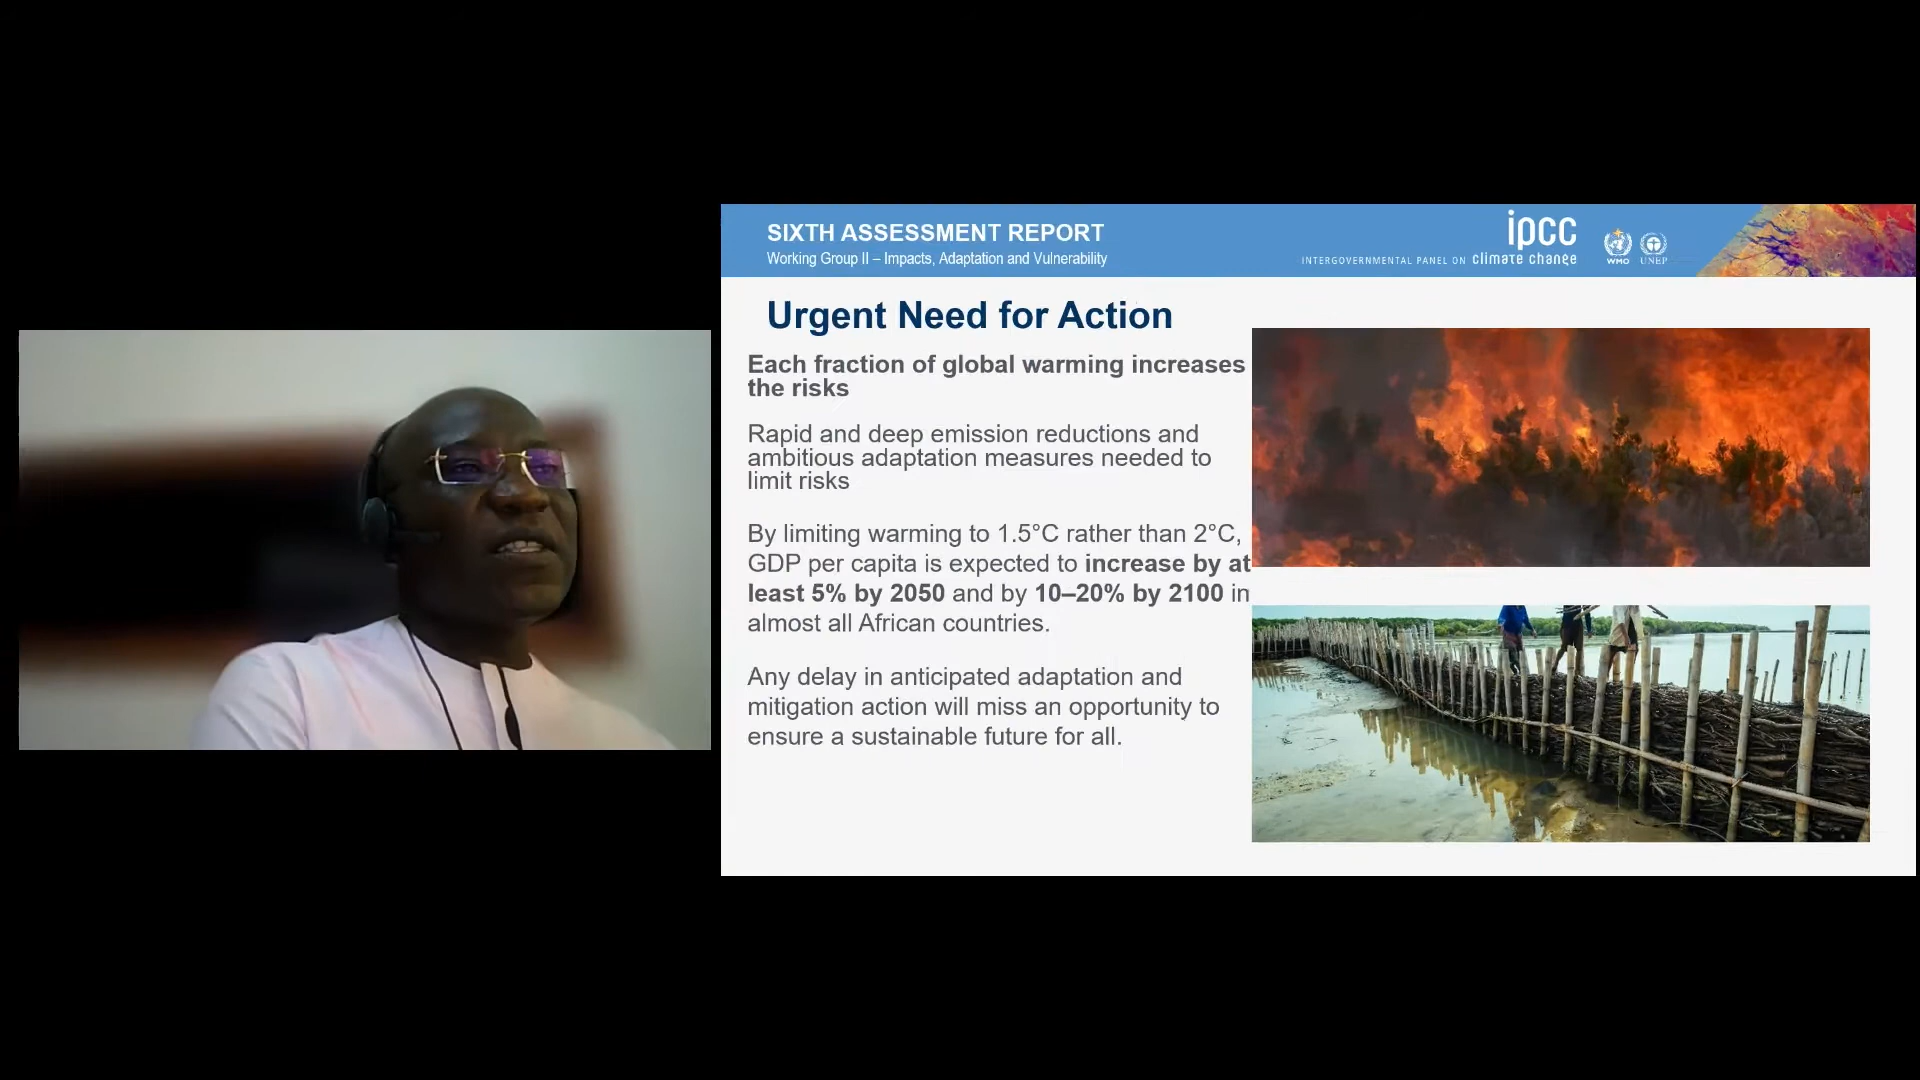 SIXTH ASSESSMENT REPORT
Working Group II – Impacts, Adaptation and Vulnerability
ipcc
INTERGOVERNMENTAL PANEL ON climate change
WMO
UNEP
Urgent Need for Action
Each fraction of global warming increases
the risks
Rapid and deep emission reductions and
ambitious adaptation measures needed to
limit risks
By limiting warming to 1.5°C rather than 2°C,
GDP per capita is expected to increase by at
least 5% by 2050 and by 10–20% by 2100 in
almost all African countries.
Any delay in anticipated adaptation and
mitigation action will miss an opportunity to
ensure a sustainable future for all.